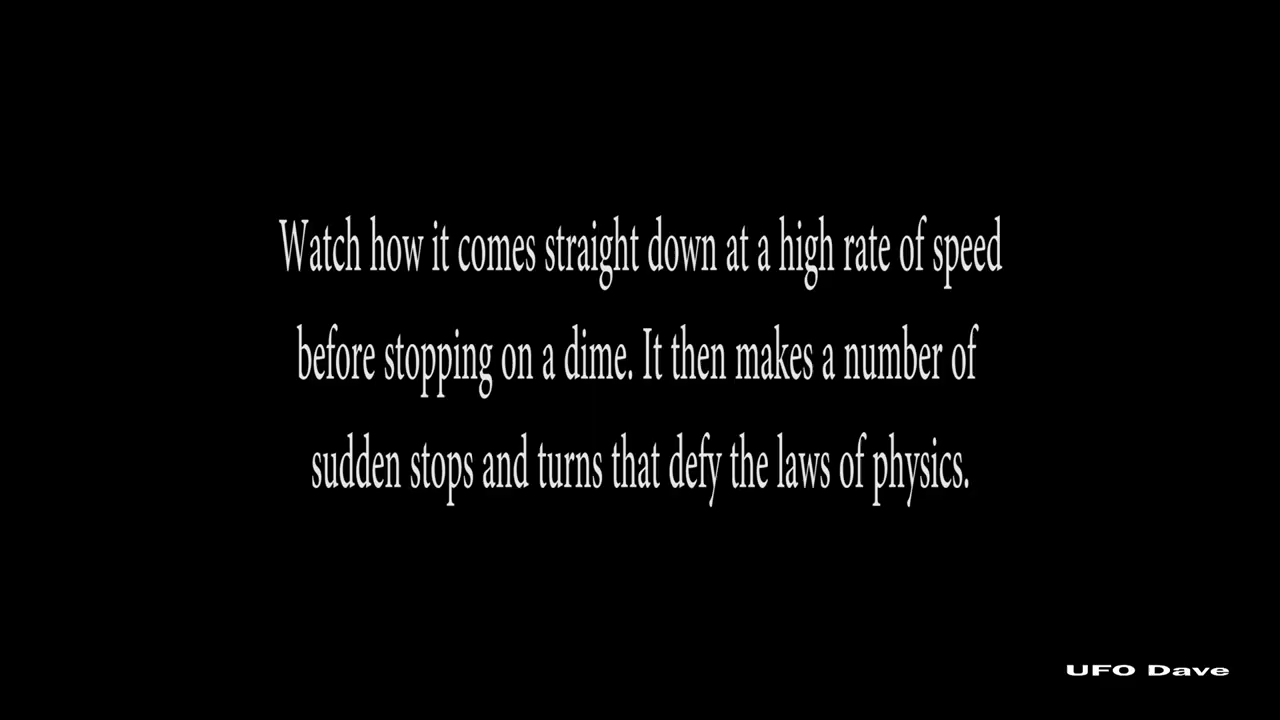 Watch how it comes straight down at a high rate of speed
before stopping on a dime. It then makes a number of
sudden stops and turns that defy the laws of physics.
UFO Dave